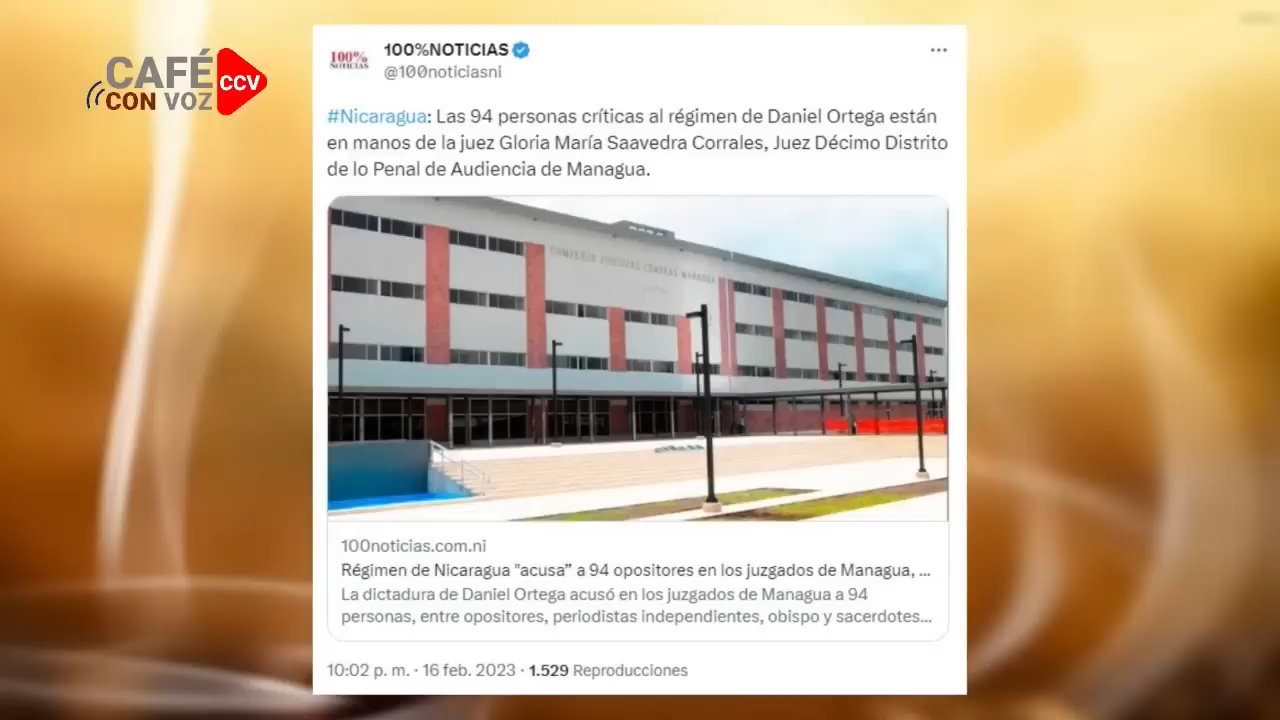 CAFÉ
CON VOZ
CCV
100%NOTICIAS
@100noticiasni
100%
NOTICIAS
#Nicaragua: Las 94 personas críticas al régimen de Daniel Ortega están
en manos de la juez Gloria María Saavedra Corrales, Juez Décimo Distrito
de lo Penal de Audiencia de Managua.
COMPLEJO JUDICIAL CENTRAL MANAGUA
100noticias.com.ni
Régimen de Nicaragua "acusa” a 94 opositores en los juzgados de Managua, ...
La dictadura de Daniel Ortega acusó en los juzgados de Managua a 94
personas, entre opositores, periodistas independientes, obispo y sacerdotes...
10:02 p. m. · 16 feb. 2023 · 1.529 Reproducciones